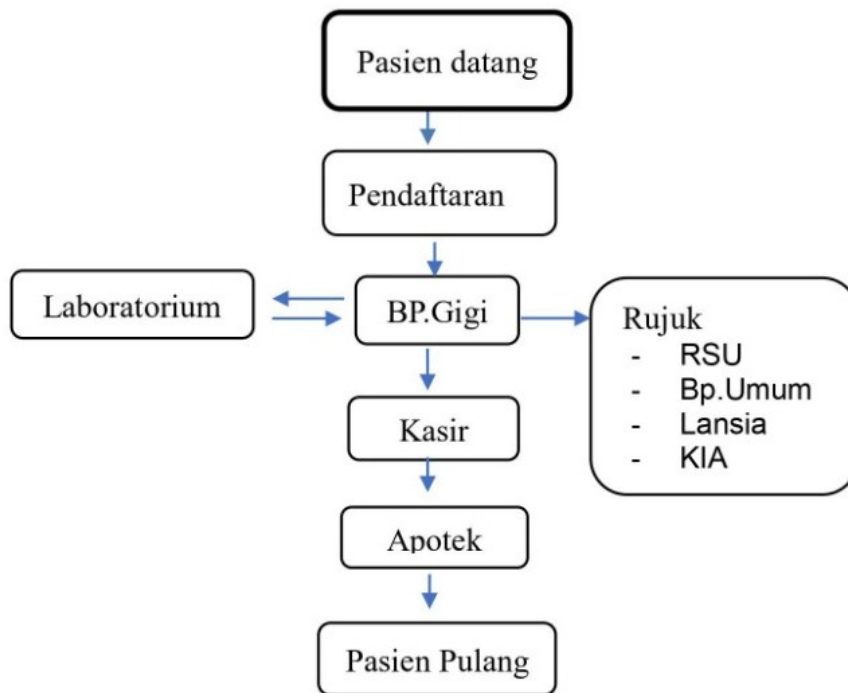 Pasien datang
Pendaftaran
Laboratorium
BP.Gigi
Rujuk
- RSU
- Bp.Umum
- Lansia
- KIA
Kasir
Apotek
Pasien Pulang